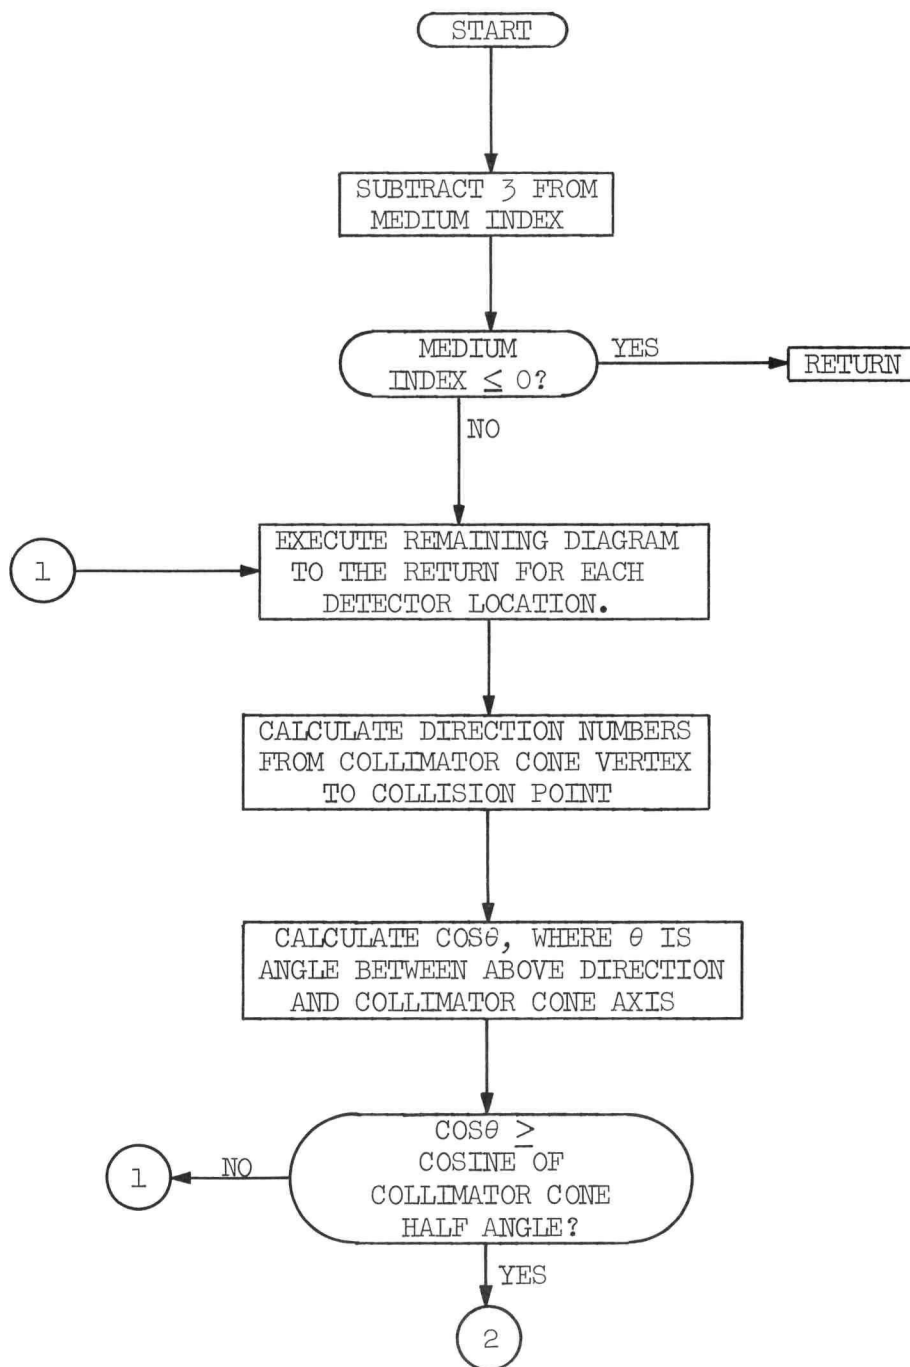 START
SUBTRACT 3 FROM
MEDIUM INDEX
MEDIUM
INDEX ≤ 0?
YES
RETURN
NO
1
EXECUTE REMAINING DIAGRAM
TO THE RETURN FOR EACH
DETECTOR LOCATION.
CALCULATE DIRECTION NUMBERS
FROM COLLIMATOR CONE VERTEX
TO COLLISION POINT
CALCULATE COSθ, WHERE θ IS
ANGLE BETWEEN ABOVE DIRECTION
AND COLLIMATOR CONE AXIS
COSθ ≥
COSINE OF
COLLIMATOR CONE
HALF ANGLE?
NO
1
YES
2